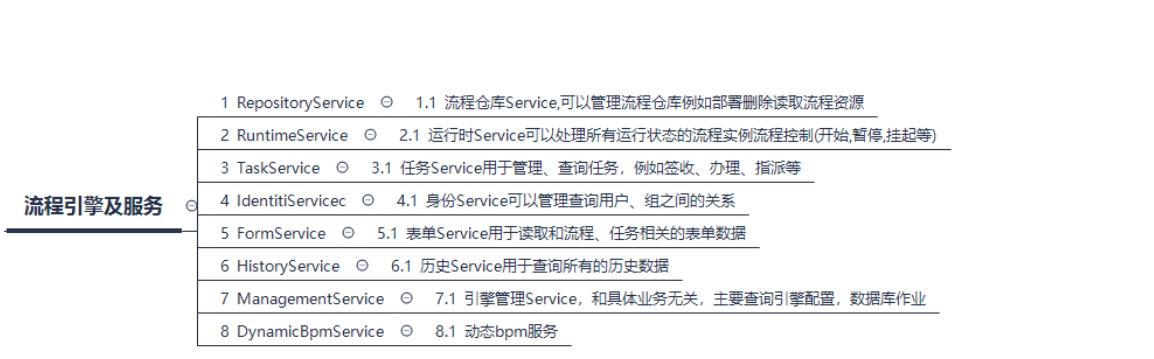 1 RepositoryService 1.1 流程仓库Service,可以管理流程仓库例如部署删除读取流程资源
2 RuntimeService 2.1 运行时Service可以处理所有运行状态的流程实例流程控制(开始,暂停,挂起等)
3 TaskService 3.1 任务Service用于管理、查询任务，例如签收、办理、指派等
流程引擎及服务
4 IdentitiServicec 4.1 身份Service可以管理查询用户、组之间的关系
5 FormService 5.1 表单Service用于读取和流程、任务相关的表单数据
6 HistoryService 6.1 历史Service用于查询所有的历史数据
7 ManagementService 7.1 引擎管理Service，和具体业务无关，主要查询引擎配置，数据库作业
8 DynamicBpmService 8.1 动态bpm服务